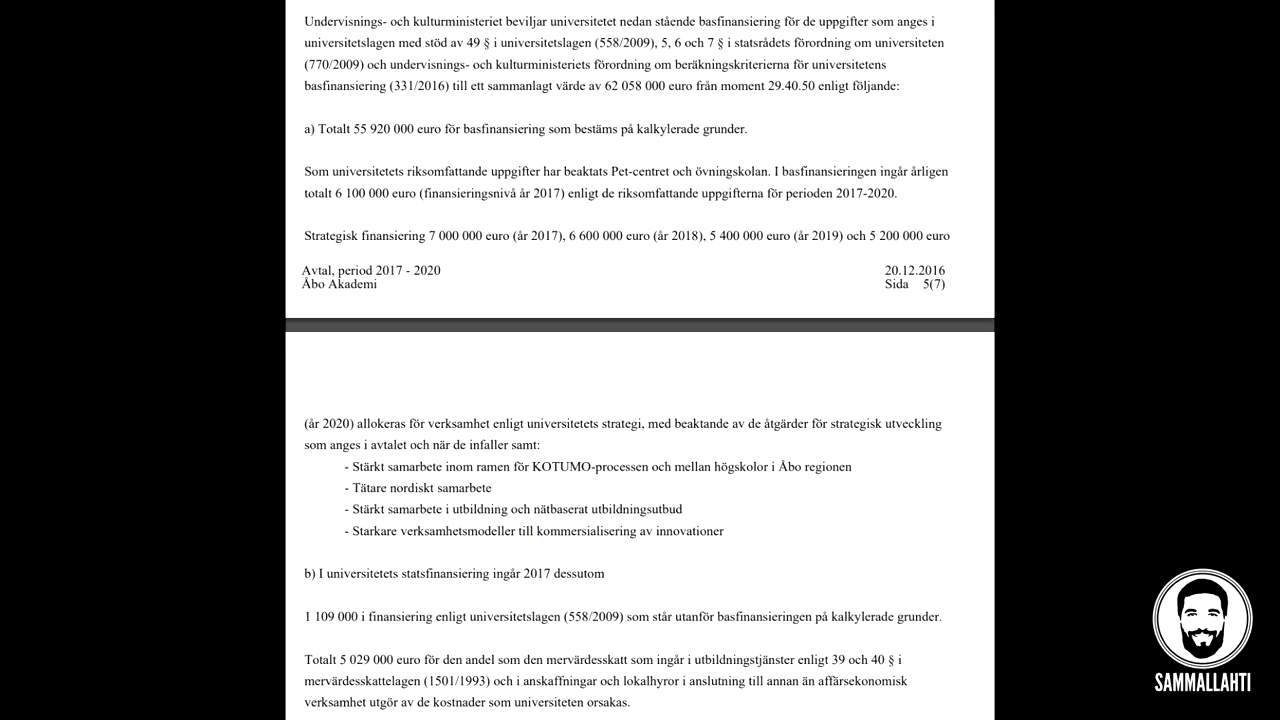 Undervisnings- och kulturministeriet beviljar universitetet nedan stående basfinansiering för de uppgifter som anges i
universitetslagen med stöd av 49 § i universitetslagen (558/2009), 5, 6 och 7 § i statsrådets förordning om universiteten
(770/2009) och undervisnings- och kulturministeriets förordning om beräkningskriterierna för universitetens
basfinansiering (331/2016) till ett sammanlagt värde av 62 058 000 euro från moment 29.40.50 enligt följande:
a) Totalt 55 920 000 euro för basfinansiering som bestäms på kalkylerade grunder.
Som universitetets riksomfattande uppgifter har beaktats Pet-centret och övningskolan. I basfinansieringen ingår årligen
totalt 6 100 000 euro (finansieringsnivå år 2017) enligt de riksomfattande uppgifterna för perioden 2017-2020.
Strategisk finansiering 7 000 000 euro (år 2017), 6 600 000 euro (år 2018), 5 400 000 euro (år 2019) och 5 200 000 euro
Avtal, period 2017 - 2020 20.12.2016
Åbo Akademi Sida 5(7)
(år 2020) allokeras för verksamhet enligt universitetets strategi, med beaktande av de åtgärder för strategisk utveckling
som anges i avtalet och när de infaller samt:
- Stärkt samarbete inom ramen för KOTUMO-processen och mellan högskolor i Åbo regionen
- Tätare nordiskt samarbete
- Stärkt samarbete i utbildning och nätbaserat utbildningsutbud
- Starkare verksamhetsmodeller till kommersialisering av innovationer
b) I universitetets statsfinansiering ingår 2017 dessutom
1 109 000 i finansiering enligt universitetslagen (558/2009) som står utanför basfinansieringen på kalkylerade grunder.
Totalt 5 029 000 euro för den andel som den mervärdesskatt som ingår i utbildningstjänster enligt 39 och 40 § i
mervärdesskattelagen (1501/1993) och i anskaffningar och lokalhyror i anslutning till annan än affärsekonomisk
verksamhet utgör av de kostnader som universiteten orsakas.
SAMMALLAHTI